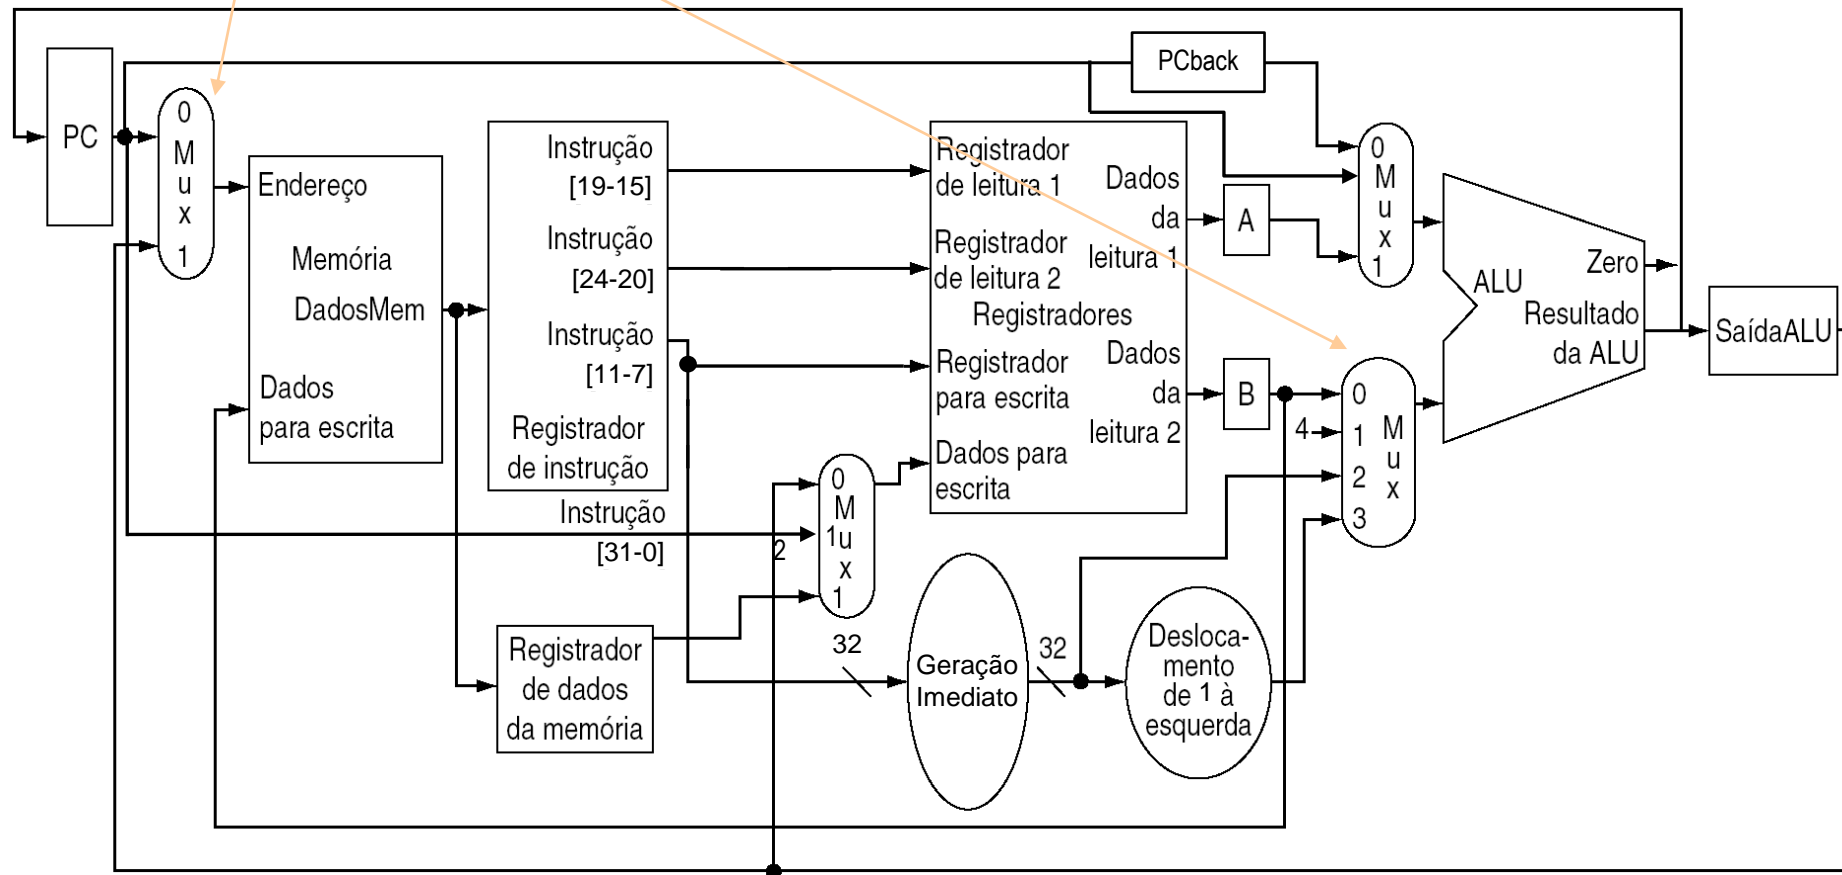 PC
0
M
u
x
1
Endereço
Memória
DadosMem
Dados
para escrita
Instrução
[19-15]
Instrução
[24-20]
Instrução
[11-7]
Registrador
de instrução
Instrução
[31-0]
Registrador
de dados
da memória
2
0
M
1u
x
1
32
Geração
Imediato
32
Desloca-
mento
de 1 à
esquerda
Registrador
de leitura 1
Registrador
de leitura 2
Registradores
Registrador
para escrita
Dados para
escrita
Dados
da
leitura 1
Dados
da
leitura 2
A
B
4
PCback
0
M
u
x
1
0
1
2
3
M
u
x
ALU
Zero
Resultado
da ALU
SaídaALU